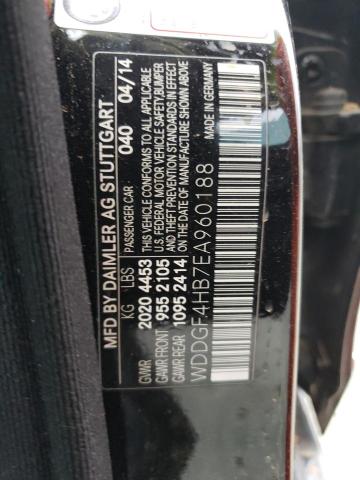 MFD BY DAIMLER AG STUTTGART
PASSENGER CAR 040 04/14
KG LBS
GVWR 2020 4453
GAWR FRONT 955 2105
GAWR REAR 1095 2414
THIS VEHICLE CONFORMS TO ALL APPLICABLE
U.S. FEDERAL MOTOR VEHICLE SAFETY, BUMPER
AND THEFT PREVENTION STANDARDS IN EFFECT
ON THE DATE OF MANUFACTURE SHOWN ABOVE
WDDGF4HB7EA960188
MADE IN GERMANY